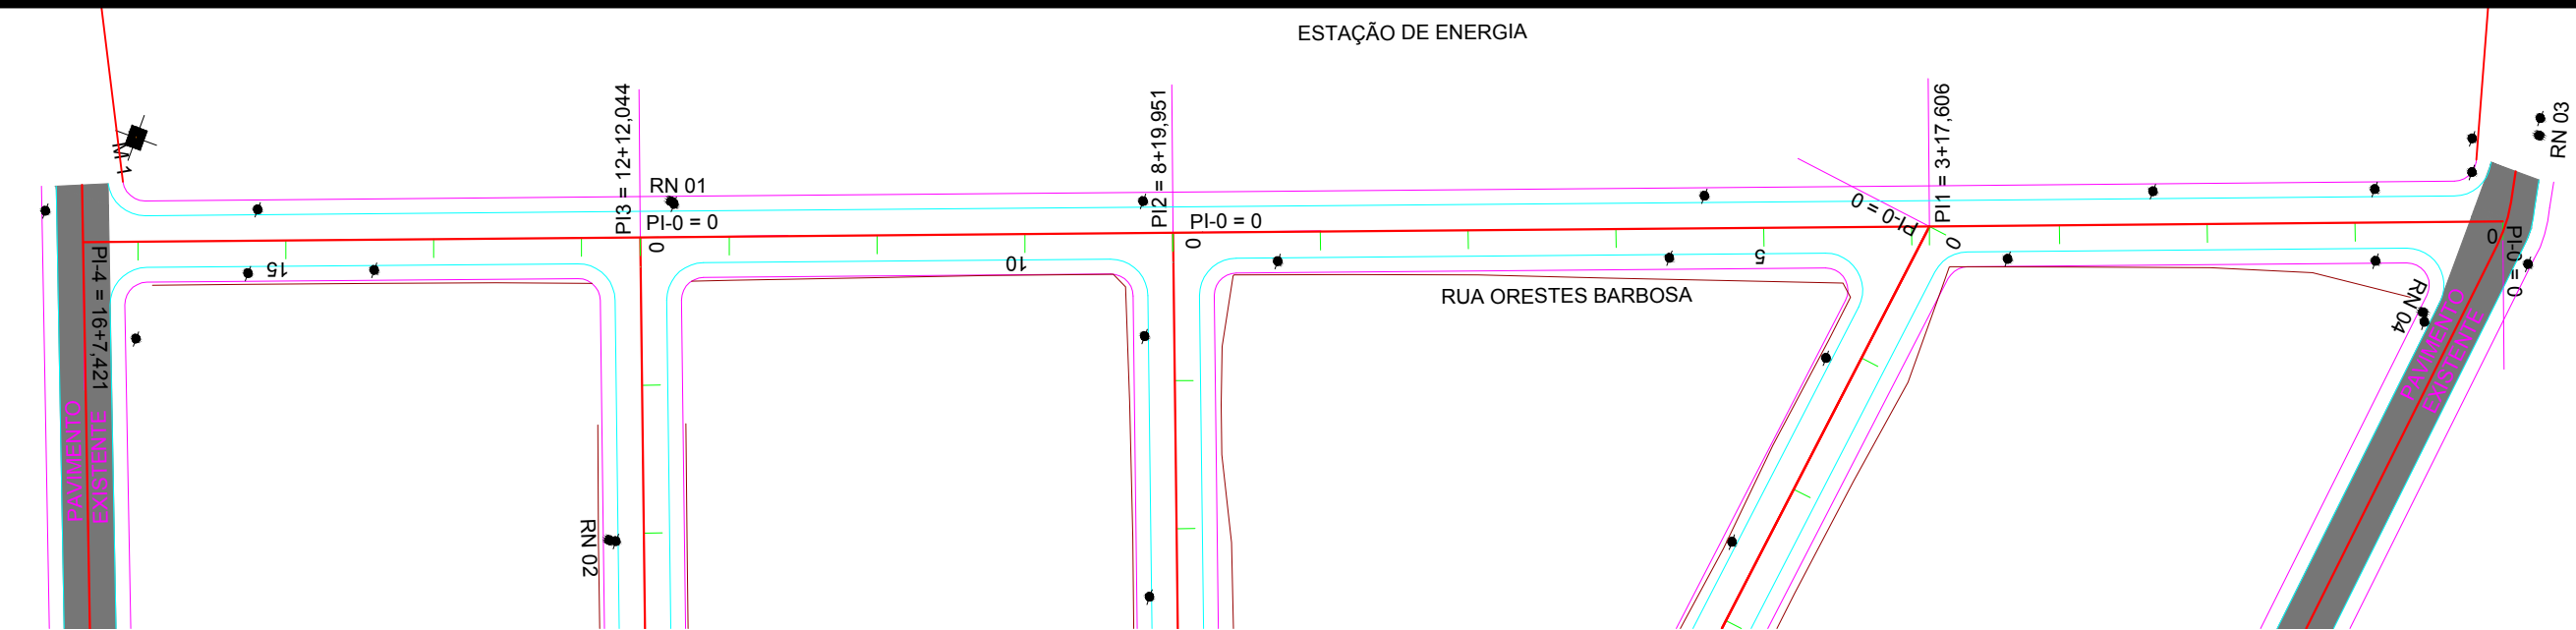 ESTAÇÃO DE ENERGIA
M 1
PI3 = 12+12,044
RN 01
PI-0 = 0
0
PI2 = 8+19,951
PI-0 = 0
0
PI1 = 3+17,606
PI-0 = 0
0
RN 03
0
PI-0 = 0
15
10
5
PI-4 = 16+7,421
RUA ORESTES BARBOSA
RN 04
PAVIMENTO
EXISTENTE
PAVIMENTO
EXISTENTE
RN 02